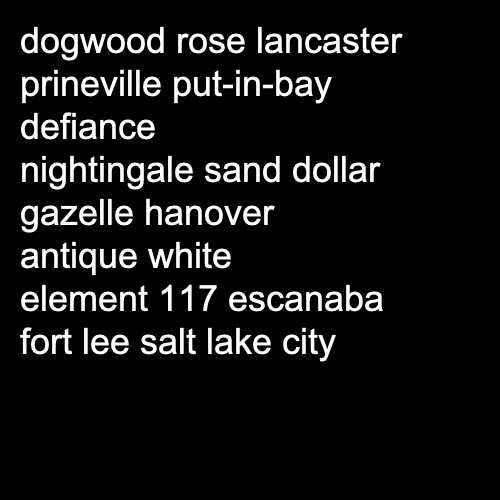 dogwood rose lancaster
prineville put-in-bay
defiance
nightingale sand dollar
gazelle hanover
antique white
element 117 escanaba
fort lee salt lake city